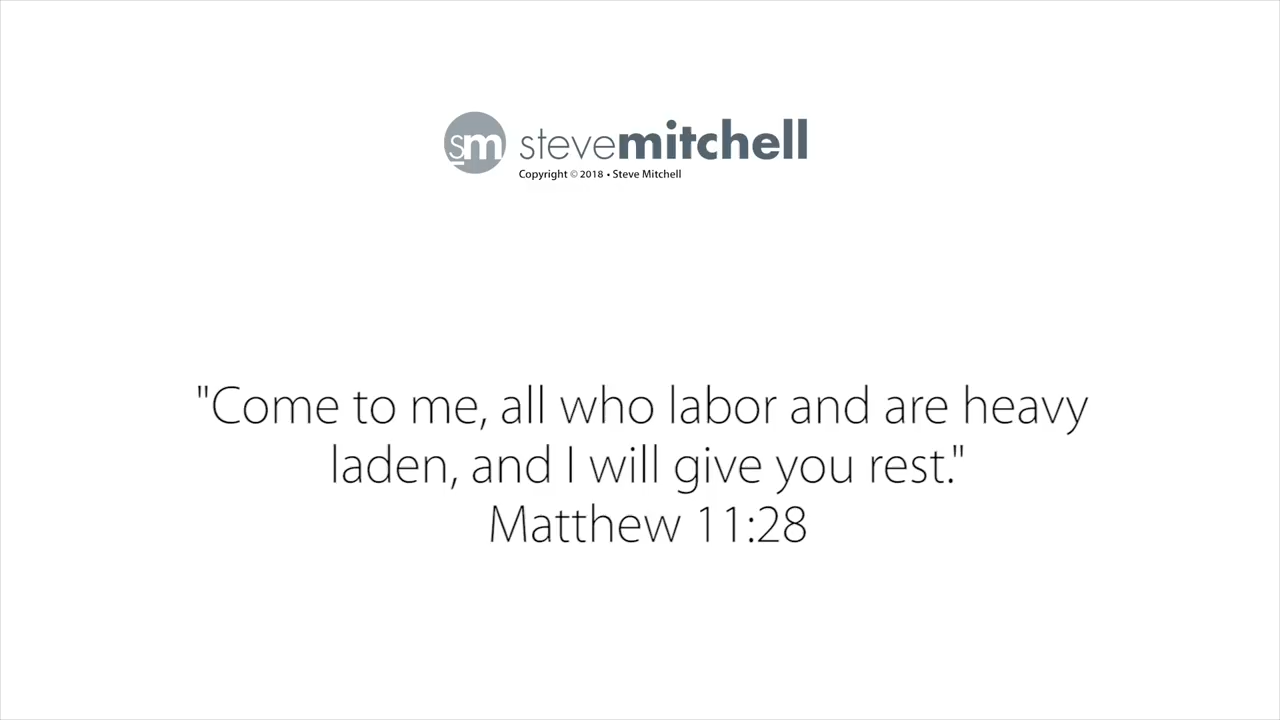 sm stevemitchell
Copyright © 2018 • Steve Mitchell
"Come to me, all who labor and are heavy
laden, and I will give you rest."
Matthew 11:28